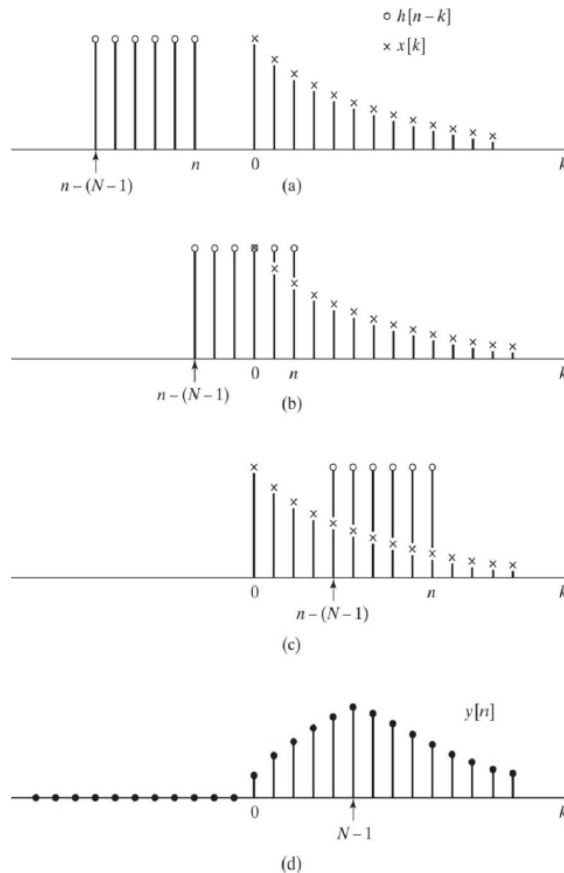 ○ h[n−k]
× x[k]
n 0 k
n−(N−1)
(a)
0 n k
n−(N−1)
(b)
0 n k
n−(N−1)
(c)
y[n]
0 k
N−1
(d)